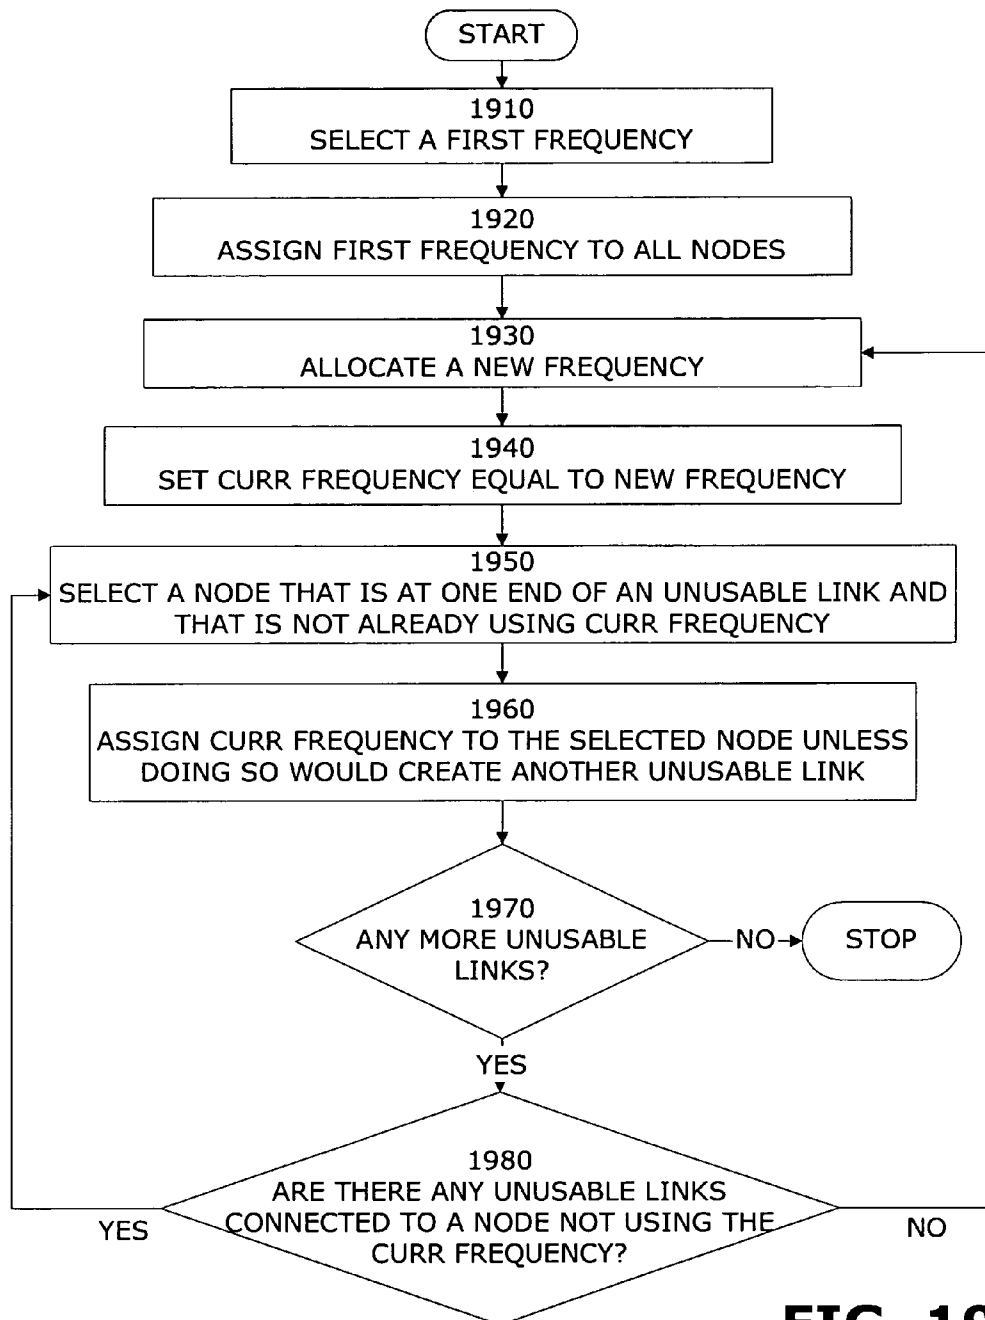 START
1910
SELECT A FIRST FREQUENCY
1920
ASSIGN FIRST FREQUENCY TO ALL NODES
1930
ALLOCATE A NEW FREQUENCY
1940
SET CURR FREQUENCY EQUAL TO NEW FREQUENCY
1950
SELECT A NODE THAT IS AT ONE END OF AN UNUSABLE LINK AND
THAT IS NOT ALREADY USING CURR FREQUENCY
1960
ASSIGN CURR FREQUENCY TO THE SELECTED NODE UNLESS
DOING SO WOULD CREATE ANOTHER UNUSABLE LINK
1970
ANY MORE UNUSABLE
LINKS?
NO
STOP
YES
1980
ARE THERE ANY UNUSABLE LINKS
CONNECTED TO A NODE NOT USING THE
CURR FREQUENCY?
YES
NO
FIG. 19